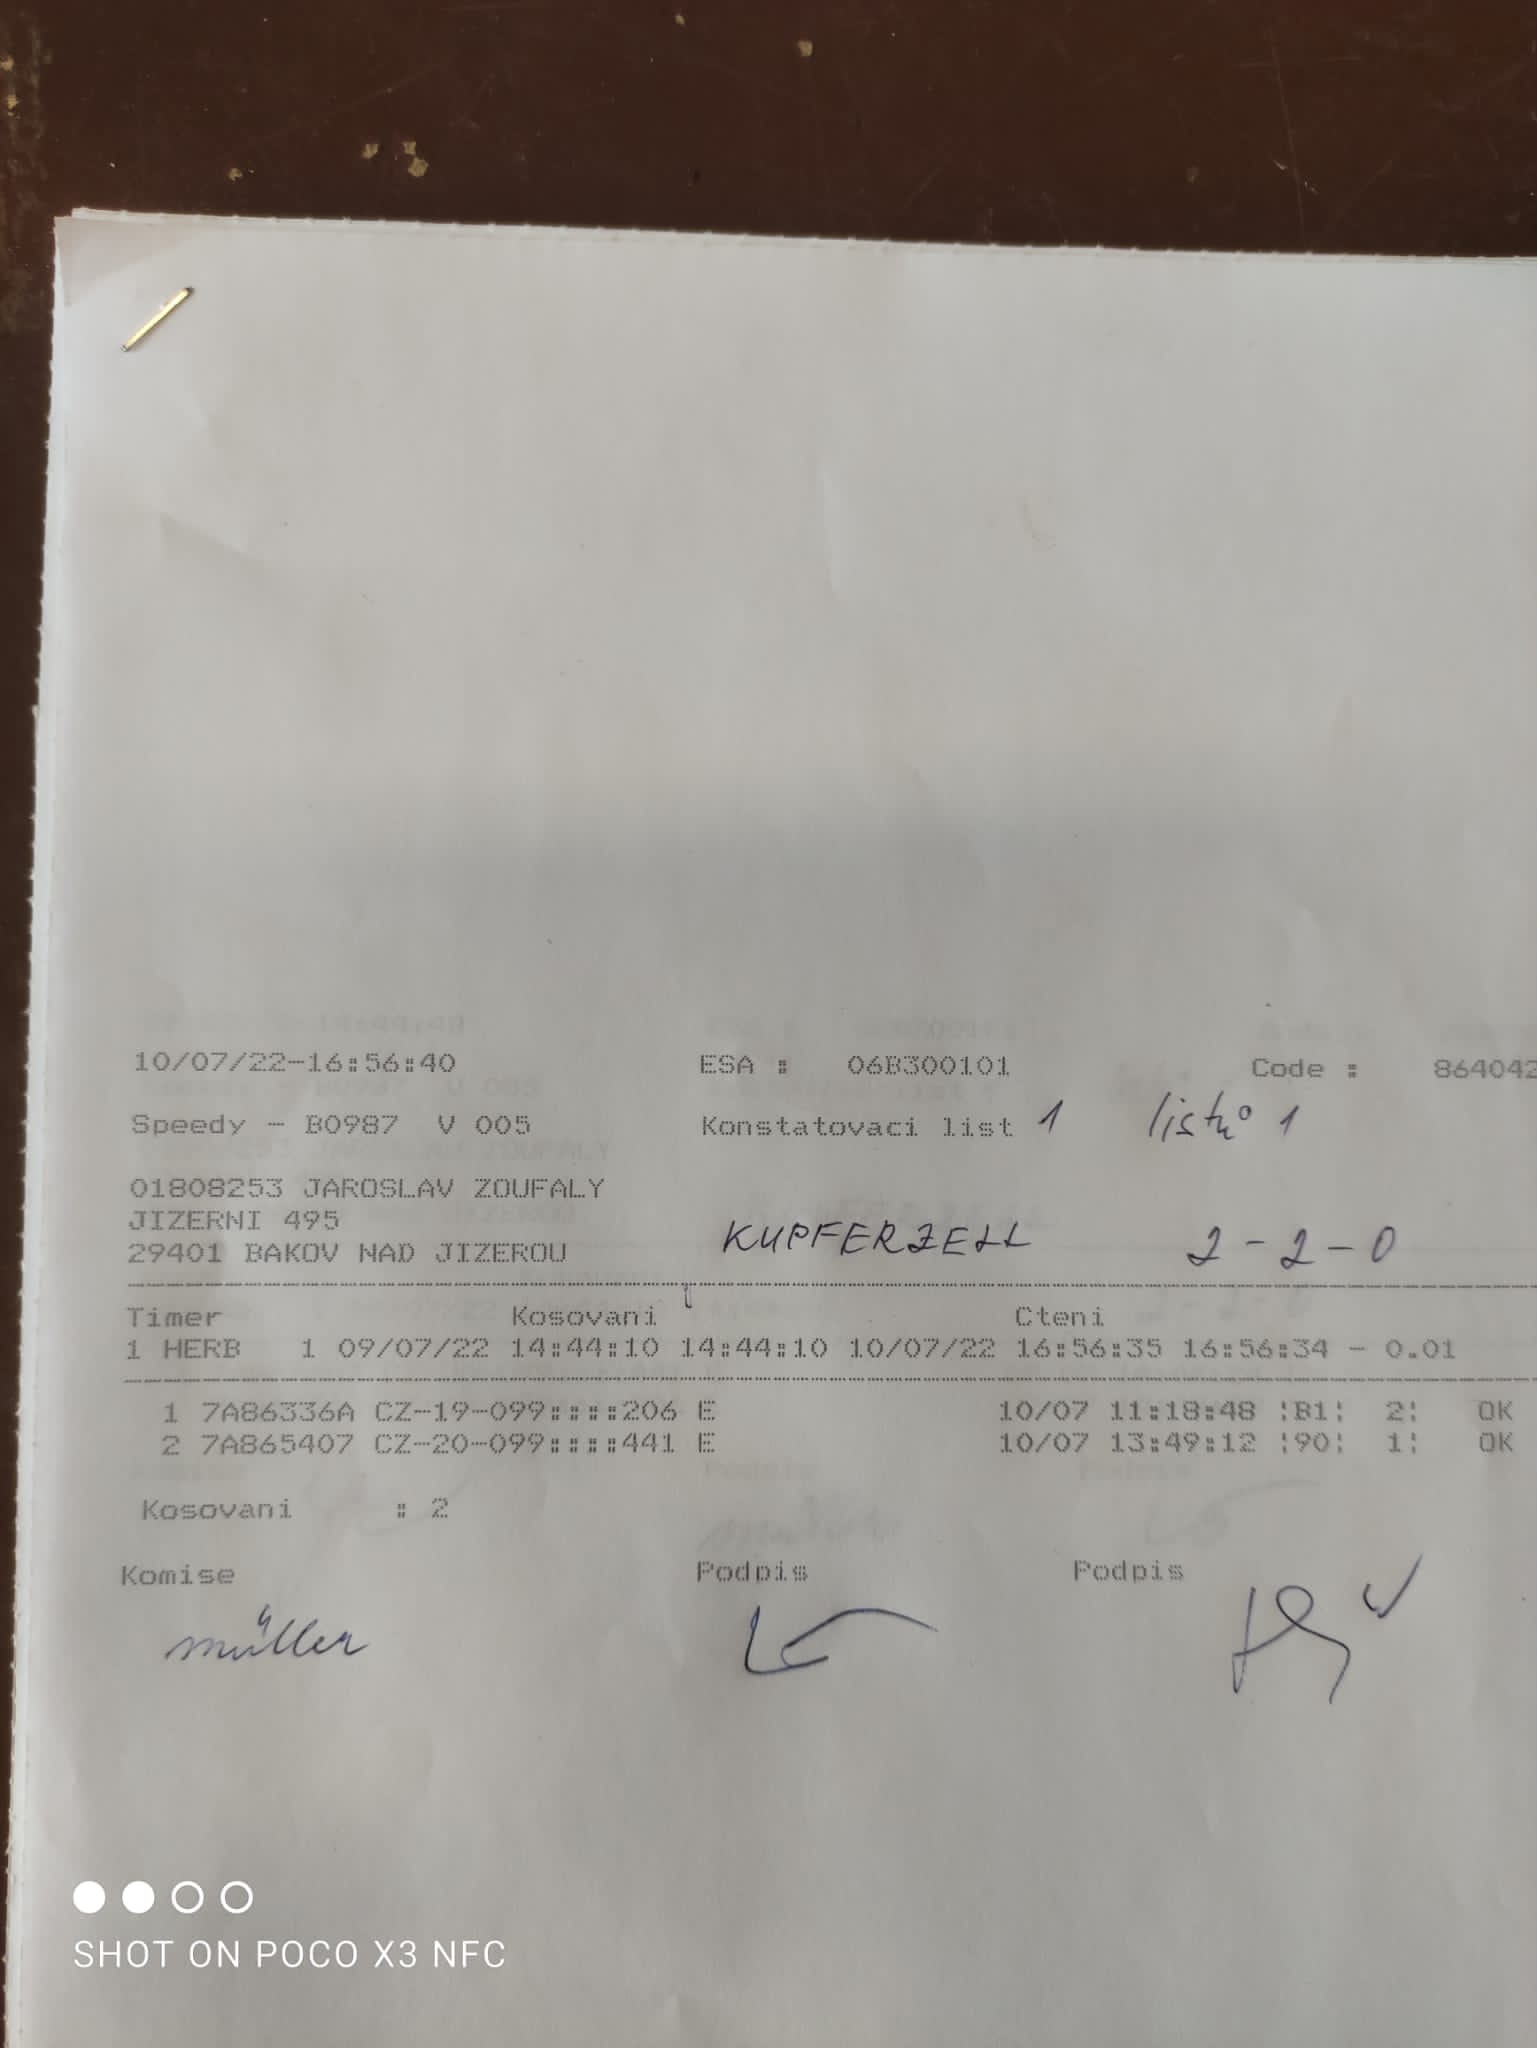 10/07/22-16:56:40 ESA : 06B300101 Code : 864042
Speedy - B0987 V 005 Konstatovaci list 1 listů 1
01808253 JAROSLAV ZOUFALY
JIZERNI 495
29401 BAKOV NAD JIZEROU KUPFERZELL 2-2-0
Timer Kosovani Cteni
1 HERB 1 09/07/22 14:44:10 14:44:10 10/07/22 16:56:35 16:56:34 - 0.01
1 7A86336A CZ-19-099::::206 E 10/07 11:18:48 ¦B1¦ 2¦ OK
2 7A865407 CZ-20-099::::441 E 10/07 13:49:12 ¦90¦ 1¦ OK
Kosovani : 2
Komise Podpis Podpis
Müller
SHOT ON POCO X3 NFC